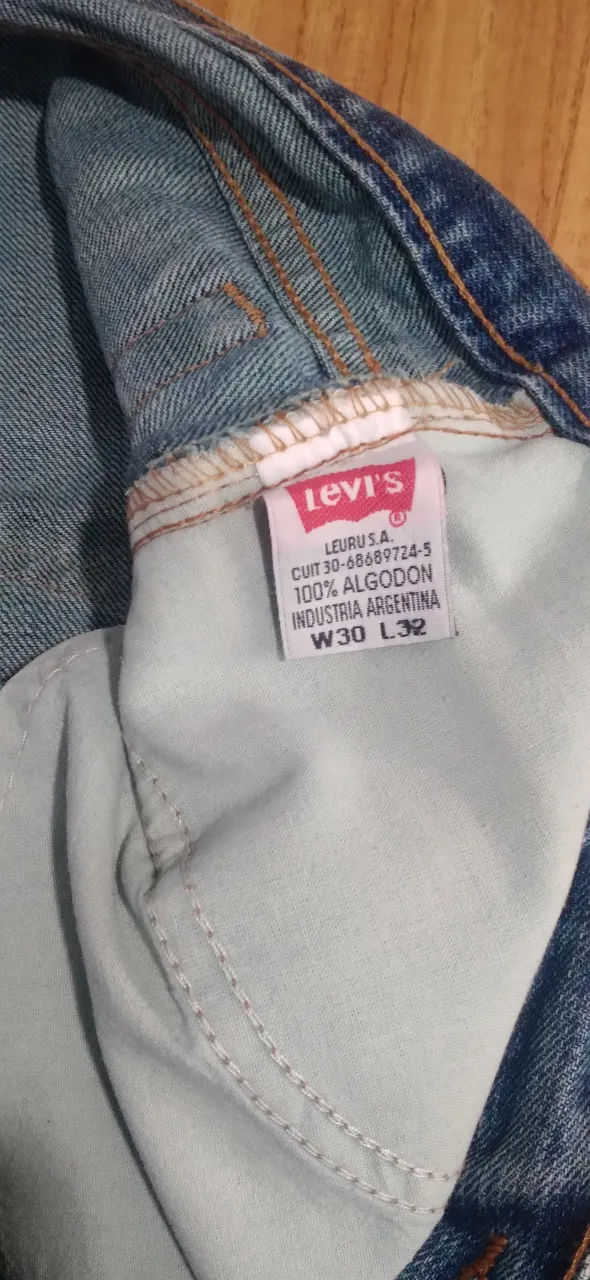 Levi's
®
LEURU S.A.
CUIT 30-68689724-5
100% ALGODON
INDUSTRIA ARGENTINA
W30 L32